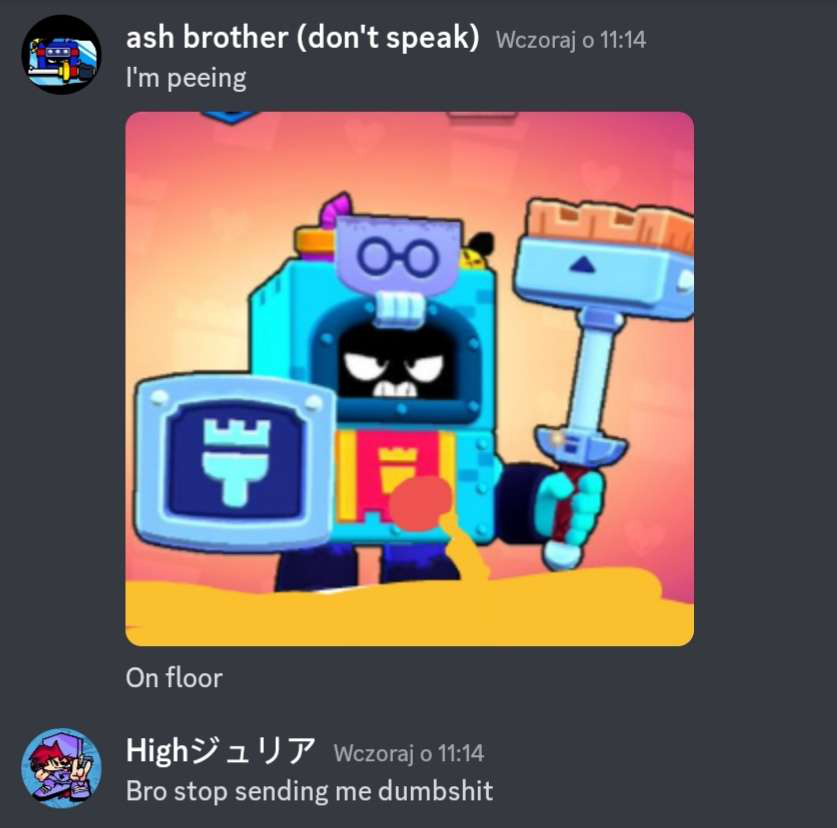 ash brother (don't speak) Wczoraj o 11:14
I'm peeing
On floor
Highジュリア Wczoraj o 11:14
Bro stop sending me dumbshit